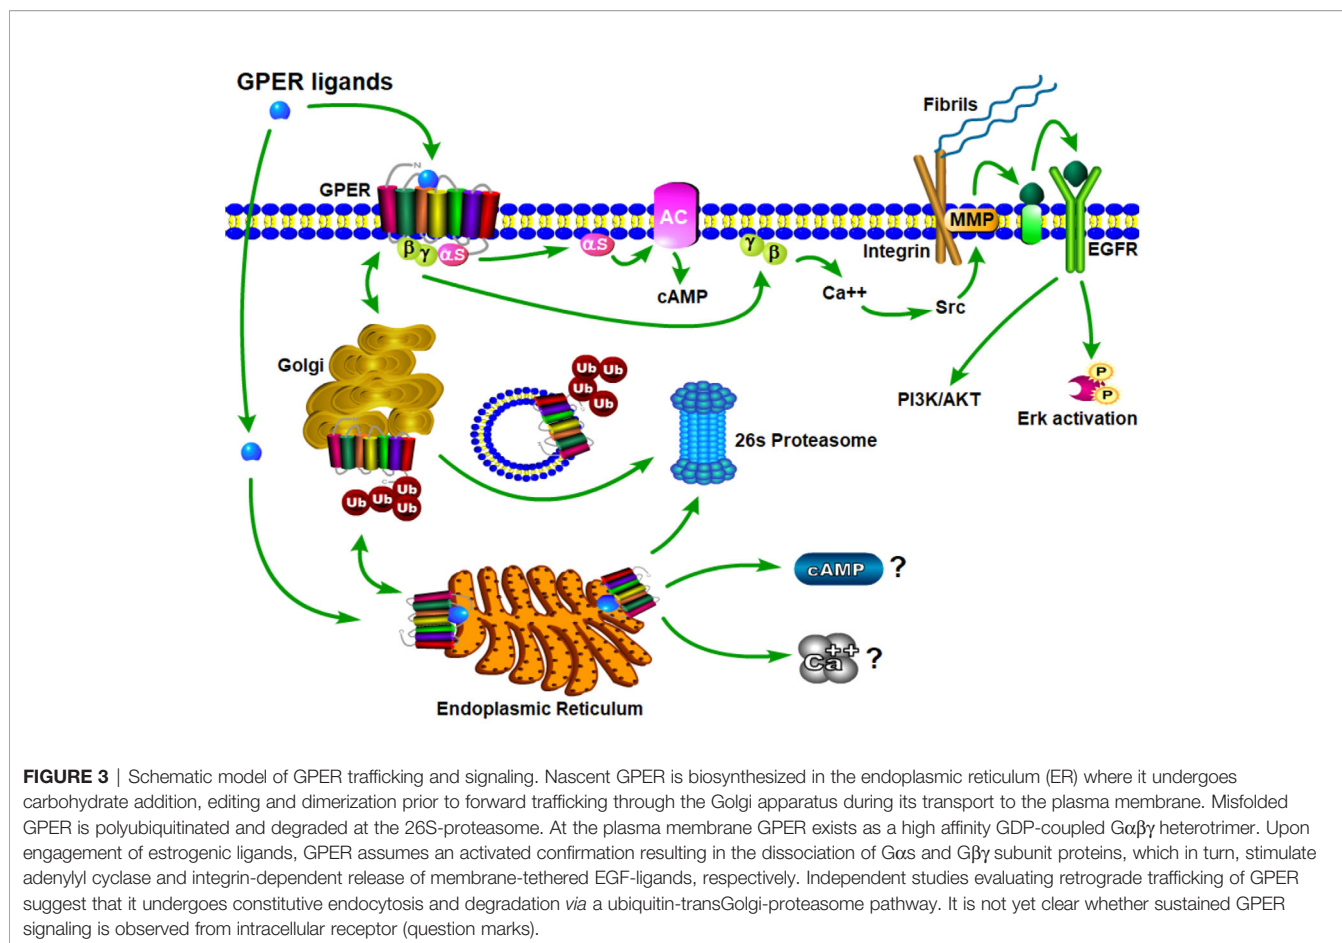 GPER ligands
Fibrils
N
GPER
AC
MMP
β γ αS
αS
γ β
Integrin
EGFR
cAMP
Ca++
Src
Golgi
Ub
Ub
Ub
Ub
P
P
PI3K/AKT
Erk activation
26s Proteasome
C
Ub
Ub
Ub
Ub
cAMP ?
Ca++ ?
Endoplasmic Reticulum
FIGURE 3 | Schematic model of GPER trafficking and signaling. Nascent GPER is biosynthesized in the endoplasmic reticulum (ER) where it undergoes
carbohydrate addition, editing and dimerization prior to forward trafficking through the Golgi apparatus during its transport to the plasma membrane. Misfolded
GPER is polyubiquitinated and degraded at the 26S-proteasome. At the plasma membrane GPER exists as a high affinity GDP-coupled Gαβγ heterotrimer. Upon
engagement of estrogenic ligands, GPER assumes an activated confirmation resulting in the dissociation of Gαs and Gβγ subunit proteins, which in turn, stimulate
adenylyl cyclase and integrin-dependent release of membrane-tethered EGF-ligands, respectively. Independent studies evaluating retrograde trafficking of GPER
suggest that it undergoes constitutive endocytosis and degradation via a ubiquitin-transGolgi-proteasome pathway. It is not yet clear whether sustained GPER
signaling is observed from intracellular receptor (question marks).